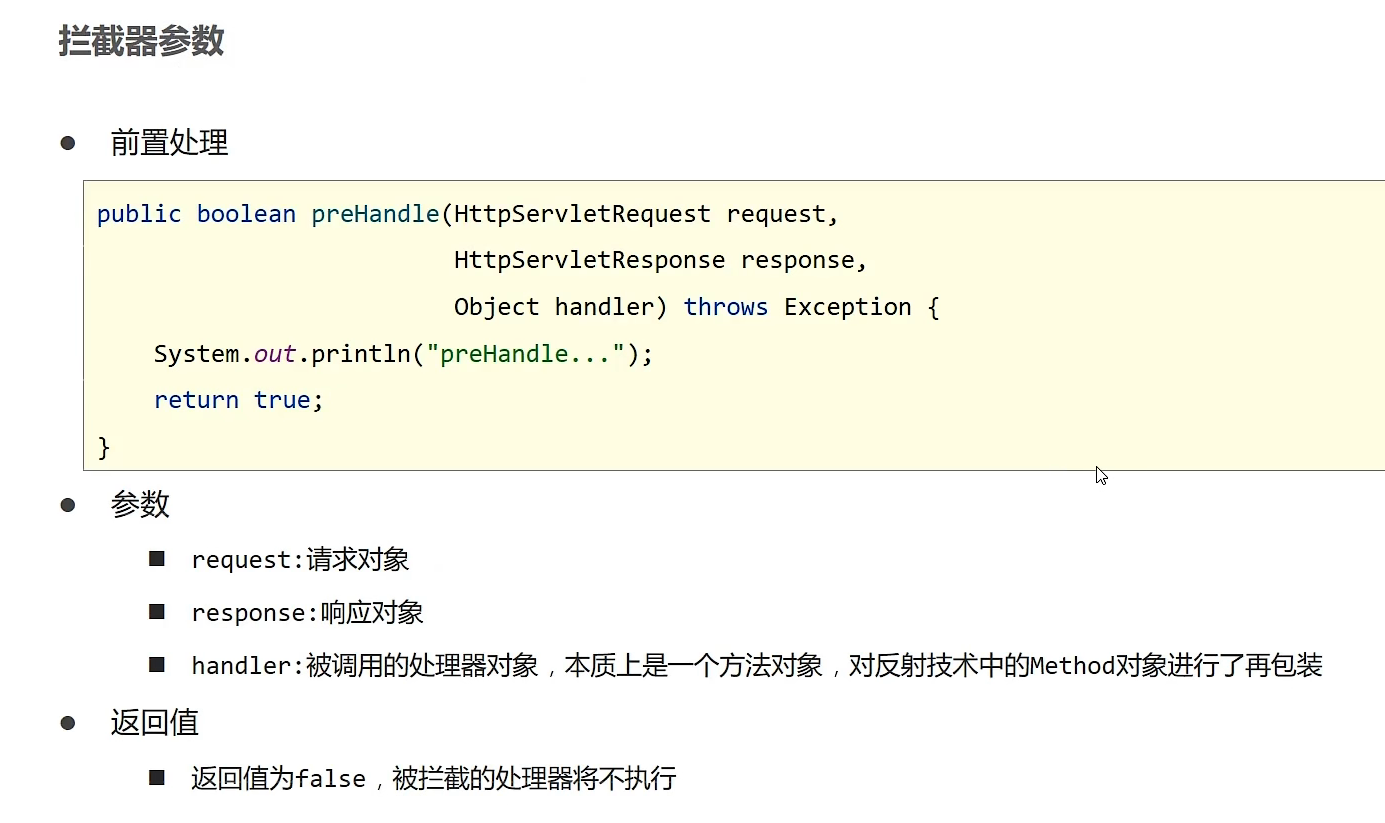 拦截器参数
● 前置处理
public boolean preHandle(HttpServletRequest request,
HttpServletResponse response,
Object handler) throws Exception {
System.out.println("preHandle...");
return true;
}
● 参数
■ request:请求对象
■ response:响应对象
■ handler:被调用的处理器对象，本质上是一个方法对象，对反射技术中的Method对象进行了再包装
● 返回值
■ 返回值为false，被拦截的处理器将不执行